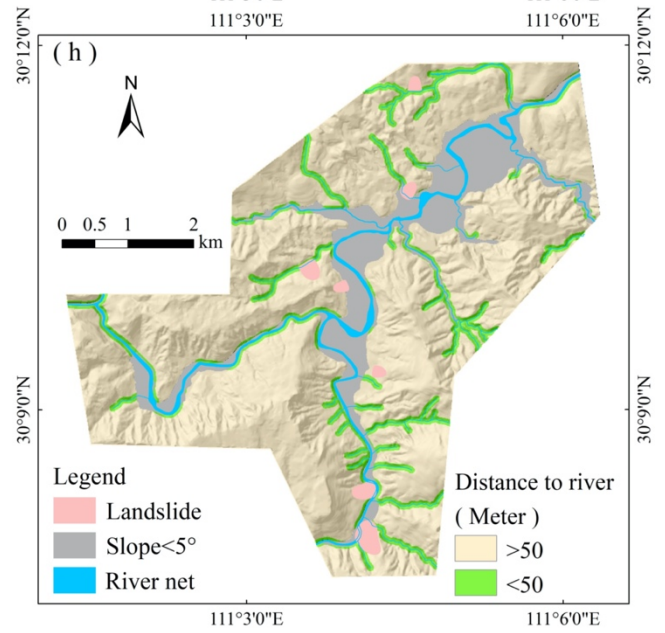 111°3'0"E
111°6'0"E
30°12'0"N
30°12'0"N
( h )
N
0 0.5 1 2
km
30°9'0"N
30°9'0"N
Legend
Landslide
Slope<5°
River net
Distance to river
( Meter )
>50
<50
111°3'0"E
111°6'0"E